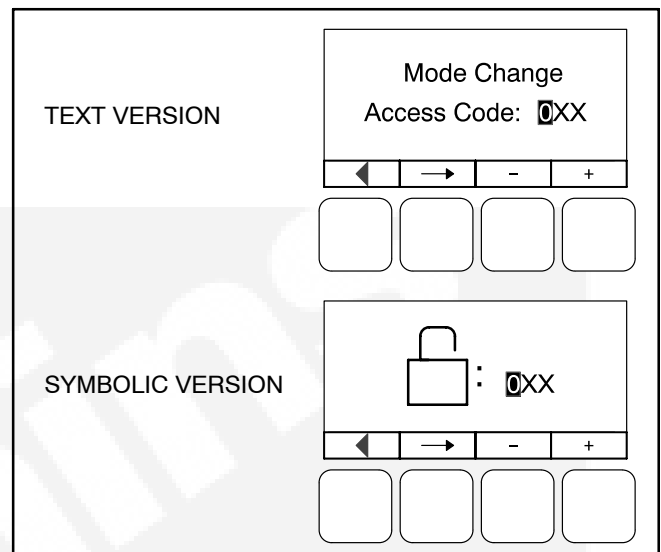 Mode Change
TEXT VERSION
Access Code: 0XX
◀ → - +
SYMBOLIC VERSION
: 0XX
◀ → - +